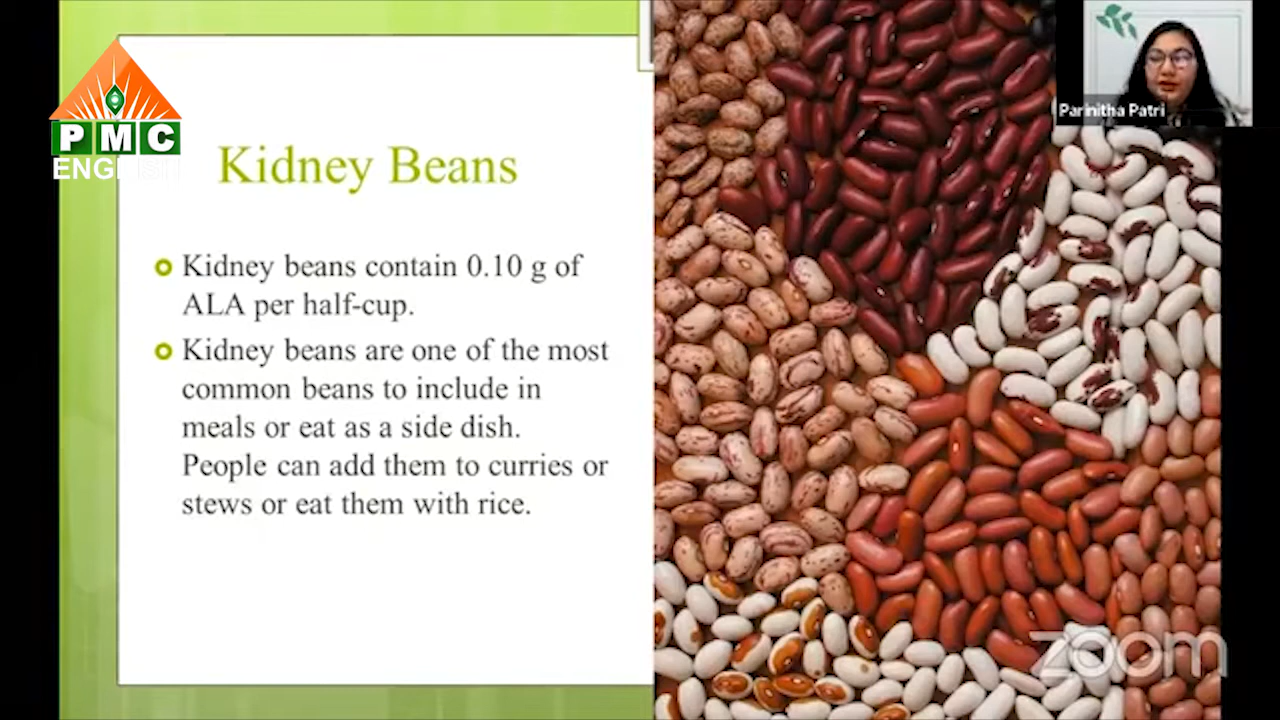 PMC
ENGLISH
Parinitha Patri
Kidney Beans
Kidney beans contain 0.10 g of
ALA per half-cup.
Kidney beans are one of the most
common beans to include in
meals or eat as a side dish.
People can add them to curries or
stews or eat them with rice.
zoom